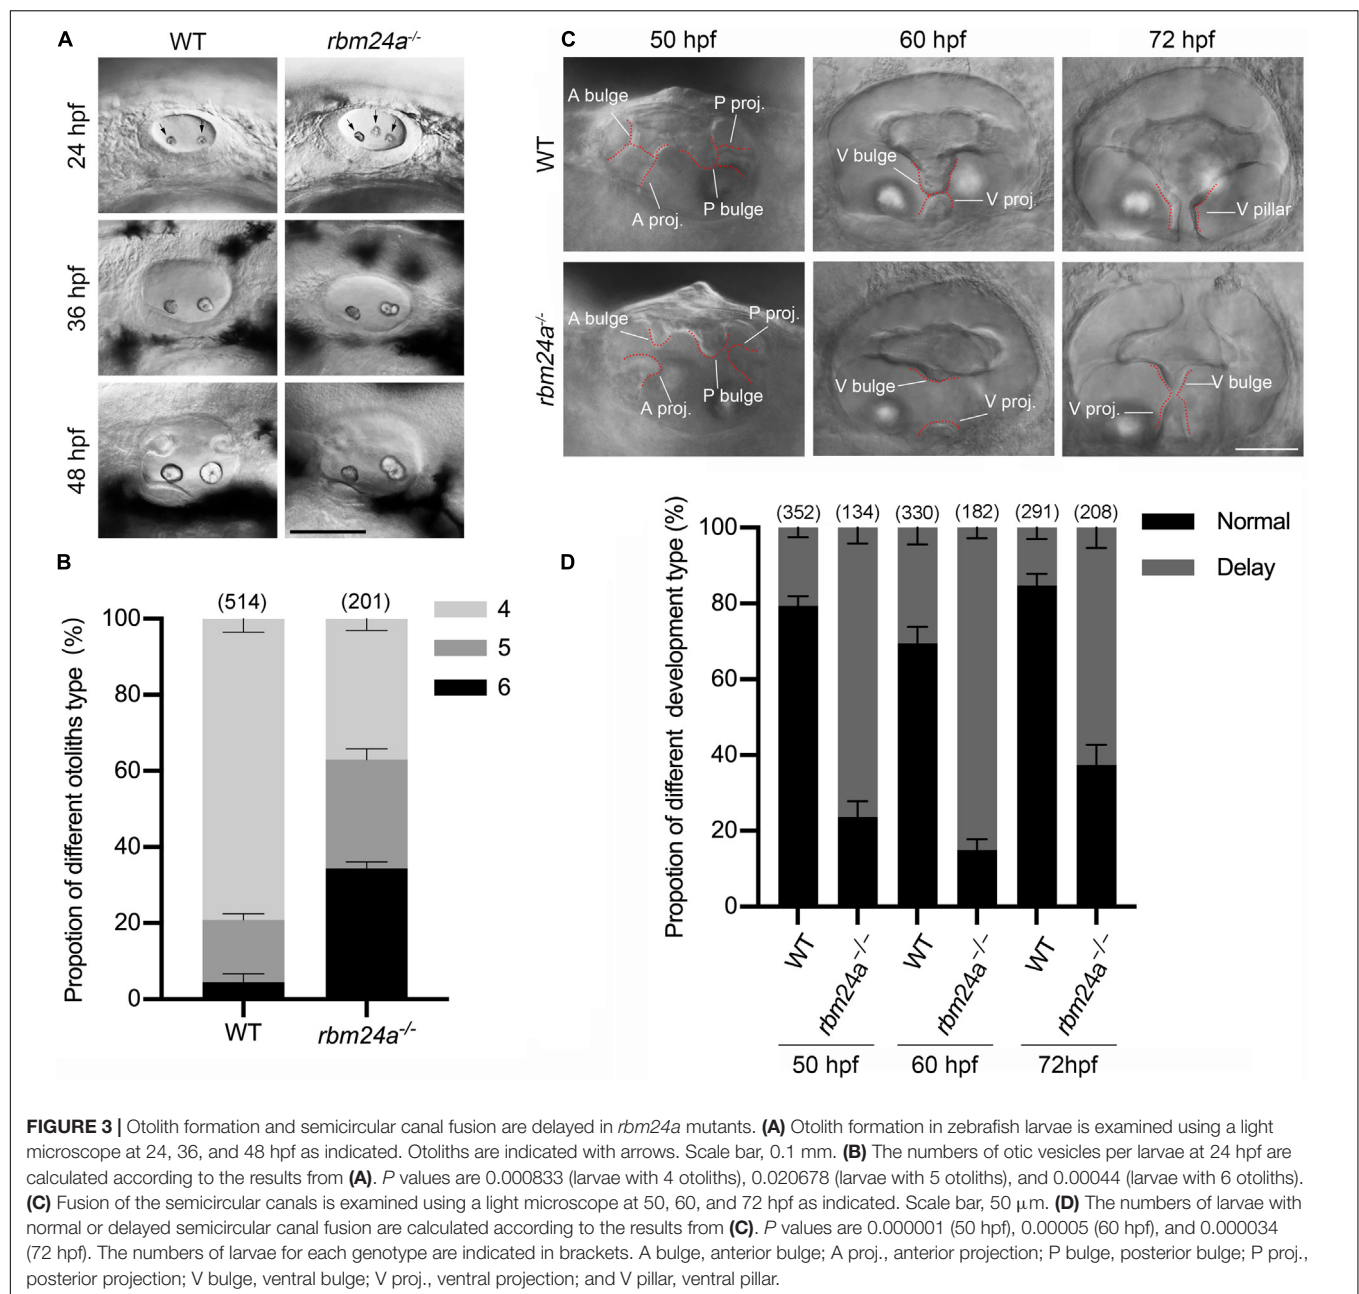 A
WT
rbm24a-/-
24 hpf
36 hpf
48 hpf
C
50 hpf
60 hpf
72 hpf
WT
A bulge
P proj.
A proj.
P bulge
V bulge
V proj.
V pillar
rbm24a-/-
A bulge
P proj.
A proj.
P bulge
V bulge
V proj.
V bulge
V proj.
B
Propotion of different otoliths type (%)
100
80
60
40
20
0
(514)
(201)
WT
rbm24a-/-
4
5
6
D
Propotion of different development type (%)
100
80
60
40
20
0
(352)
(134)
(330)
(182)
(291)
(208)
Normal
Delay
WT
rbm24a-/-
WT
rbm24a-/-
WT
rbm24a-/-
50 hpf
60 hpf
72hpf
FIGURE 3 | Otolith formation and semicircular canal fusion are delayed in rbm24a mutants. (A) Otolith formation in zebrafish larvae is examined using a light
microscope at 24, 36, and 48 hpf as indicated. Otoliths are indicated with arrows. Scale bar, 0.1 mm. (B) The numbers of otic vesicles per larvae at 24 hpf are
calculated according to the results from (A). P values are 0.000833 (larvae with 4 otoliths), 0.020678 (larvae with 5 otoliths), and 0.00044 (larvae with 6 otoliths).
(C) Fusion of the semicircular canals is examined using a light microscope at 50, 60, and 72 hpf as indicated. Scale bar, 50 μm. (D) The numbers of larvae with
normal or delayed semicircular canal fusion are calculated according to the results from (C). P values are 0.000001 (50 hpf), 0.00005 (60 hpf), and 0.000034
(72 hpf). The numbers of larvae for each genotype are indicated in brackets. A bulge, anterior bulge; A proj., anterior projection; P bulge, posterior bulge; P proj.,
posterior projection; V bulge, ventral bulge; V proj., ventral projection; and V pillar, ventral pillar.